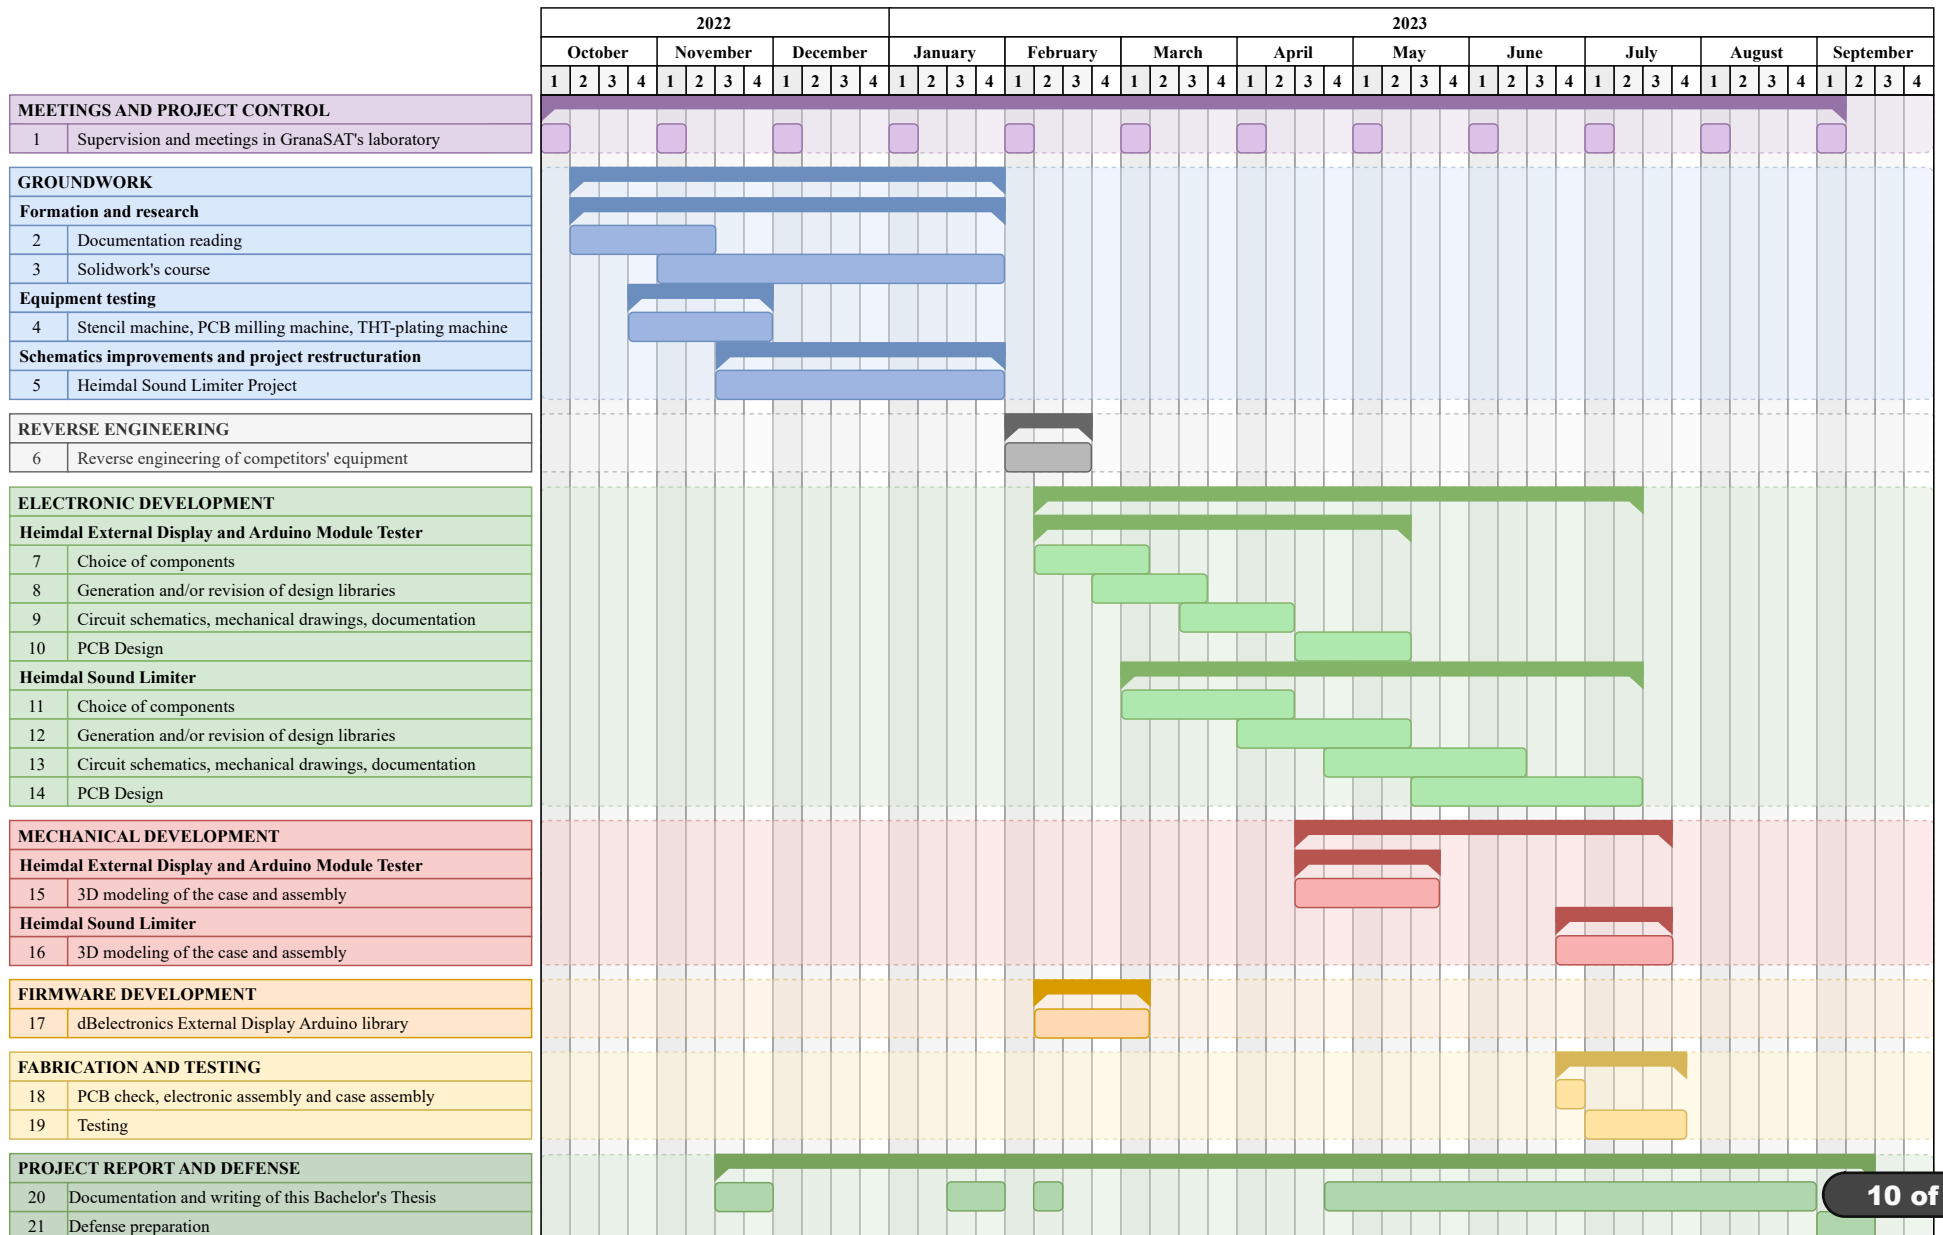 2022 2023
October November December January February March April May June July August September
1 2 3 4 1 2 3 4 1 2 3 4 1 2 3 4 1 2 3 4 1 2 3 4 1 2 3 4 1 2 3 4 1 2 3 4 1 2 3 4 1 2 3 4 1 2 3 4
MEETINGS AND PROJECT CONTROL
1 Supervision and meetings in GranaSAT's laboratory
GROUNDWORK
Formation and research
2 Documentation reading
3 Solidwork's course
Equipment testing
4 Stencil machine, PCB milling machine, THT-plating machine
Schematics improvements and project restructuration
5 Heimdal Sound Limiter Project
REVERSE ENGINEERING
6 Reverse engineering of competitors' equipment
ELECTRONIC DEVELOPMENT
Heimdal External Display and Arduino Module Tester
7 Choice of components
8 Generation and/or revision of design libraries
9 Circuit schematics, mechanical drawings, documentation
10 PCB Design
Heimdal Sound Limiter
11 Choice of components
12 Generation and/or revision of design libraries
13 Circuit schematics, mechanical drawings, documentation
14 PCB Design
MECHANICAL DEVELOPMENT
Heimdal External Display and Arduino Module Tester
15 3D modeling of the case and assembly
Heimdal Sound Limiter
16 3D modeling of the case and assembly
FIRMWARE DEVELOPMENT
17 dBelectronics External Display Arduino library
FABRICATION AND TESTING
18 PCB check, electronic assembly and case assembly
19 Testing
PROJECT REPORT AND DEFENSE
20 Documentation and writing of this Bachelor's Thesis
10 of
21 Defense preparation